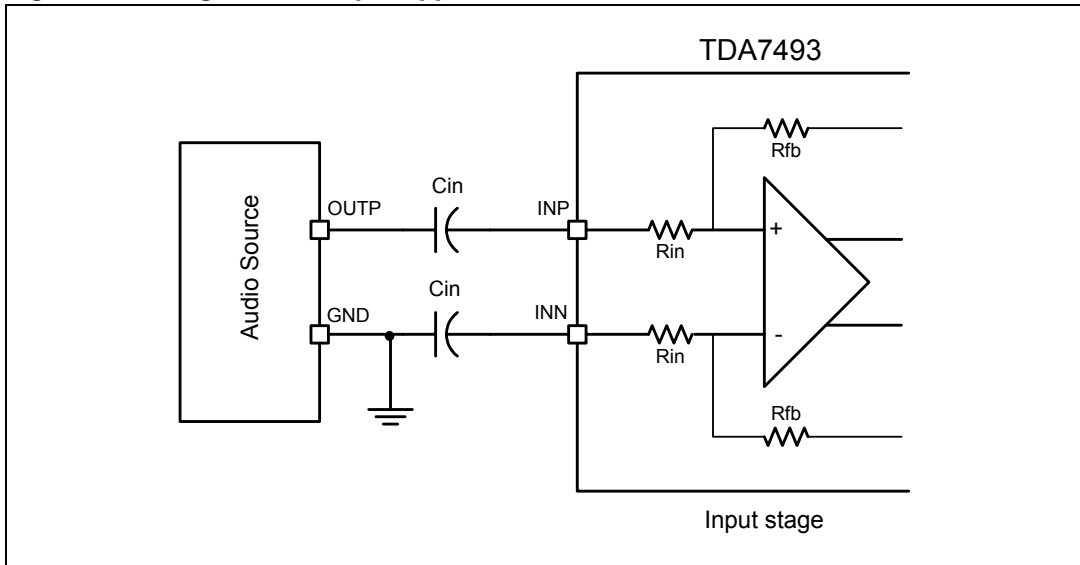 TDA7493
Rfb
Cin
OUTP
INP
+
Rin
Audio Source
Cin
GND
INN
-
Rin
Rfb
Input stage